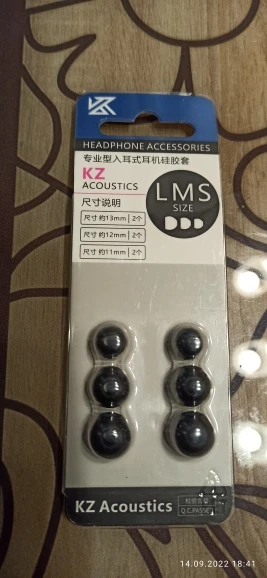 HEADPHONE ACCESSORIES
专业型入耳式耳机硅胶套
KZ
ACOUSTICS
LMS
SIZE
尺寸说明
尺寸 约13mm 2个
尺寸 约12mm 2个
尺寸 约11mm 2个
KZ Acoustics
Q.C.PASSED
14.09.2022 18:41